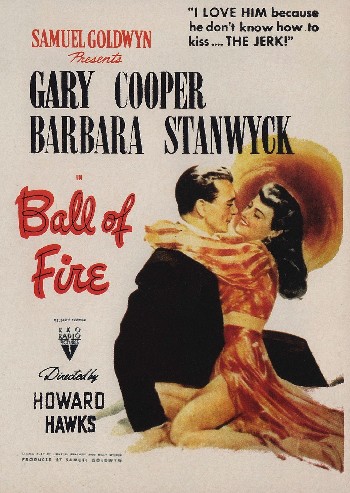 "I LOVE HIM because
he don't know how to
kiss.... THE JERK!"
SAMUEL GOLDWYN
Presents
GARY COOPER
BARBARA STANWYCK
IN
Ball of
Fire
RKO
RADIO
PICTURES
Directed by
HOWARD
HAWKS
PRODUCED BY SAMUEL GOLDWYN